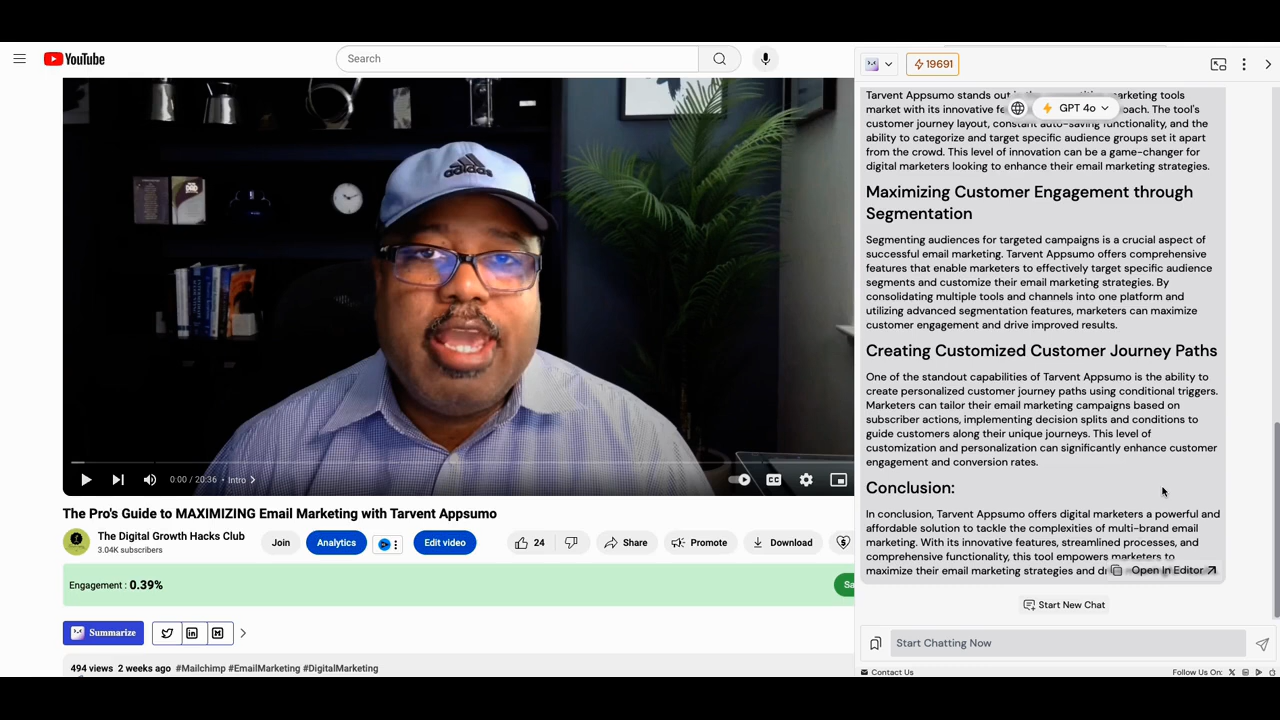 YouTube
Search
19691
Tarvent Appsumo stands out marketing tools
market with its innovative
GPT 4o
The tool's
customer journey layout, constant auto-saving functionality, and the
ability to categorize and target specific audience groups set it apart
from the crowd. This level of innovation can be a game-changer for
digital marketers looking to enhance their email marketing strategies.
Maximizing Customer Engagement through
Segmentation
Segmenting audiences for targeted campaigns is a crucial aspect of
successful email marketing. Tarvent Appsumo offers comprehensive
features that enable marketers to effectively target specific audience
segments and customize their email marketing strategies. By
consolidating multiple tools and channels into one platform and
utilizing advanced segmentation features, marketers can maximize
customer engagement and drive improved results.
Creating Customized Customer Journey Paths
One of the standout capabilities of Tarvent Appsumo is the ability to
create personalized customer journey paths using conditional triggers.
Marketers can tailor their email marketing campaigns based on
subscriber actions, implementing decision splits and conditions to
guide customers along their unique journeys. This level of
customization and personalization can significantly enhance customer
engagement and conversion rates.
Conclusion:
In conclusion, Tarvent Appsumo offers digital marketers a powerful and
affordable solution to tackle the complexities of multi-brand email
marketing. With its innovative features, streamlined processes, and
comprehensive functionality, this tool empowers marketers to
maximize their email marketing strategies and
Open In Editor
Start New Chat
Start Chatting Now
Contact Us
Follow Us On:
adidas
0:00 / 20:36 • Intro
CC
The Pro's Guide to MAXIMIZING Email Marketing with Tarvent Appsumo
The Digital Growth Hacks Club
3.04K subscribers
Join
Analytics
Edit video
24
Share
Promote
Download
Engagement : 0.39%
Sa
Summarize
494 views 2 weeks ago #Mailchimp #EmailMarketing #DigitalMarketing